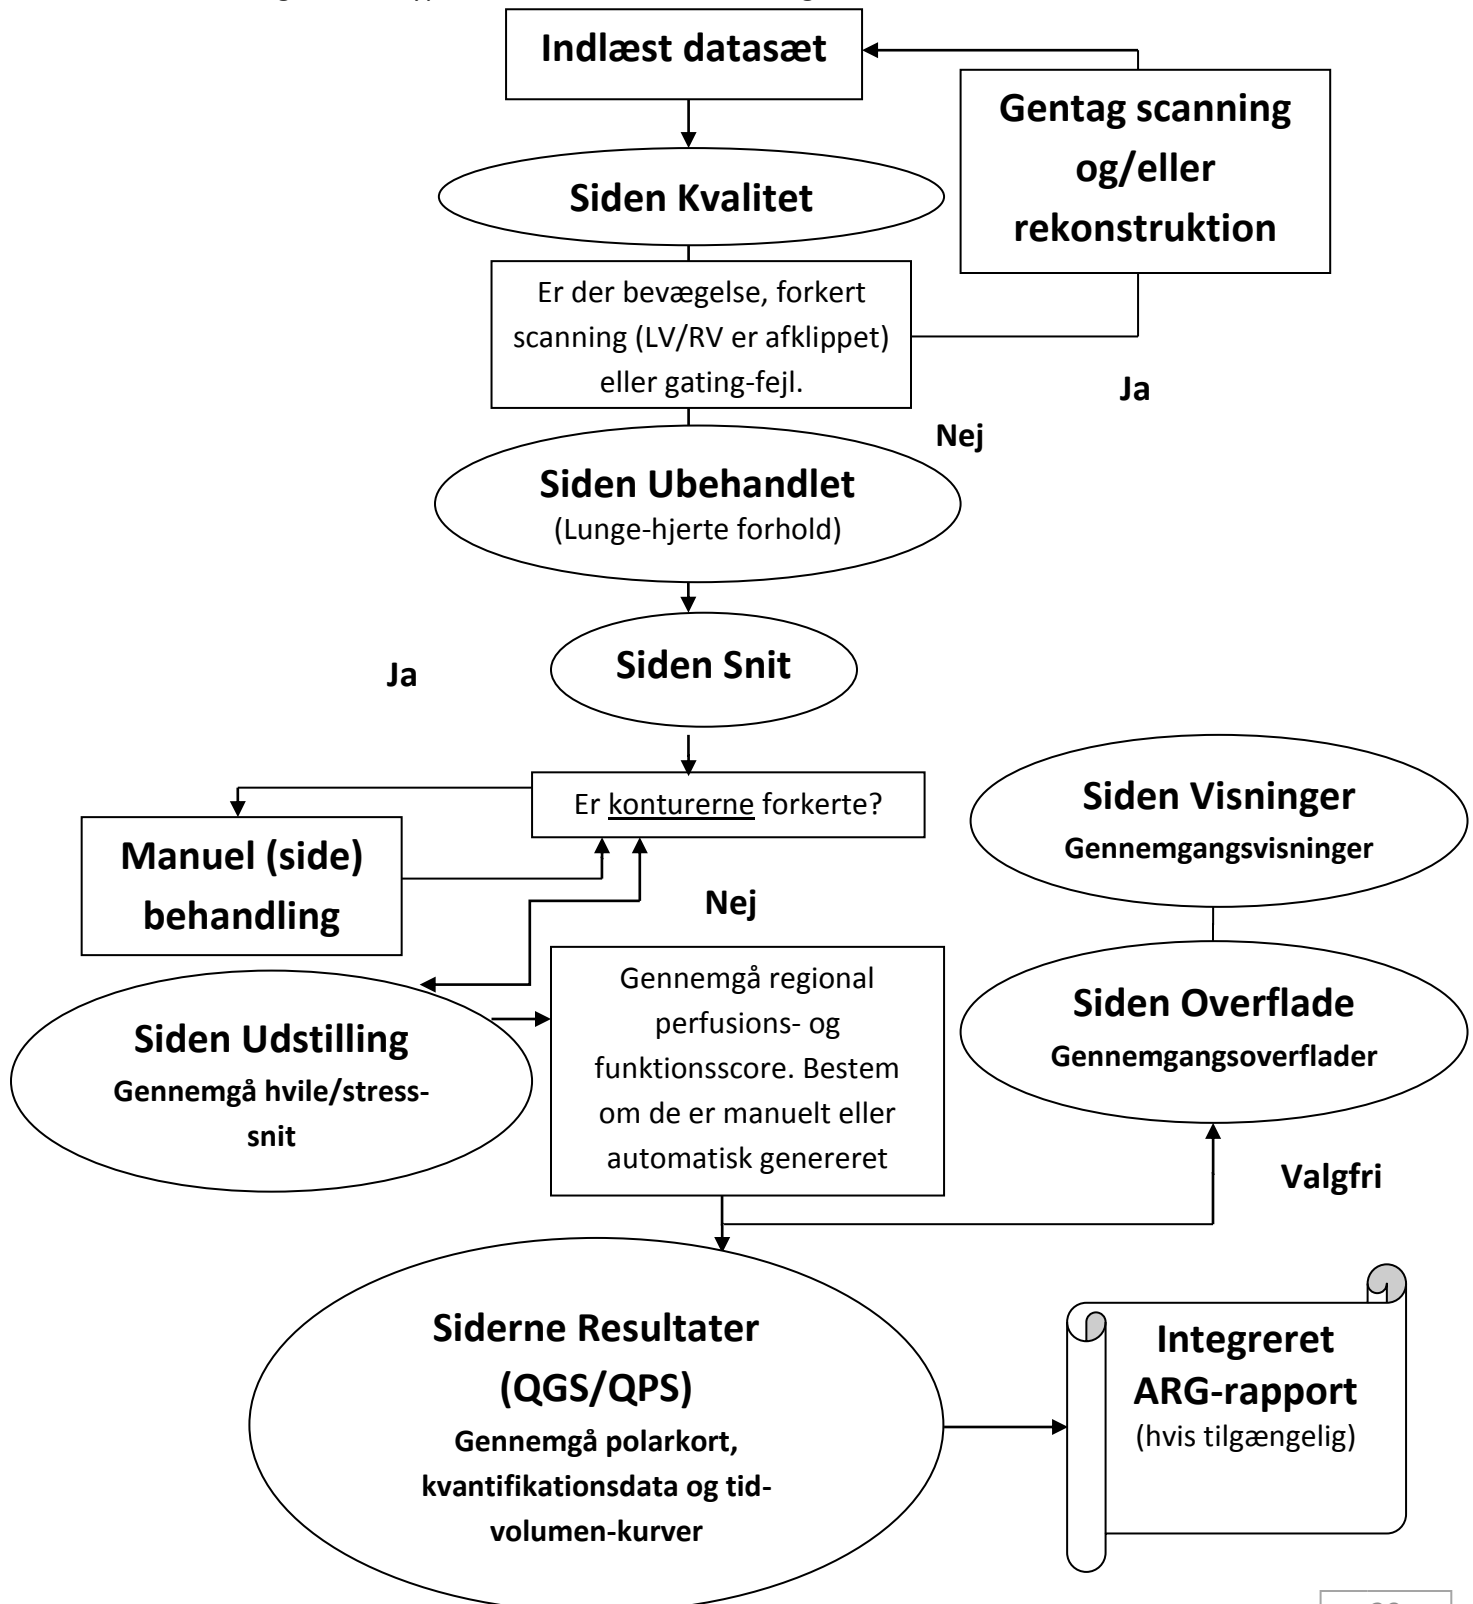 Indlæst datasæt
Gentag scanning
og/eller
rekonstruktion
Siden Kvalitet
Er der bevægelse, forkert
scanning (LV/RV er afklippet)
eller gating-fejl.
Ja
Nej
Siden Ubehandlet
(Lunge-hjerte forhold)
Siden Snit
Ja
Er konturerne forkerte?
Siden Visninger
Gennemgangsvisninger
Manuel (side)
behandling
Nej
Siden Overflade
Gennemgangsoverflader
Gennemgå regional
perfusions- og
funktionsscore. Bestem
om de er manuelt eller
automatisk genereret
Siden Udstilling
Gennemgå hvile/stress-
snit
Valgfri
Siderne Resultater
(QGS/QPS)
Gennemgå polarkort,
kvantifikationsdata og tid-
volumen-kurver
Integreret
ARG-rapport
(hvis tilgængelig)